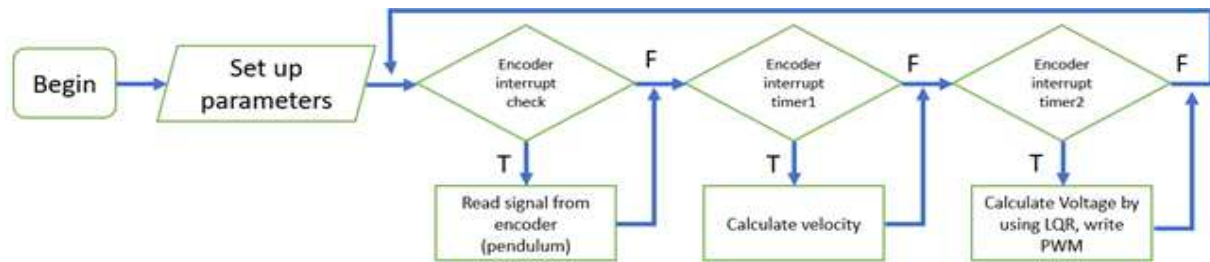 Begin
Set up
parameters
Encoder
interrupt
check
F
T
Read signal from
encoder
(pendulum)
Encoder
interrupt
timer1
F
T
Calculate velocity
Encoder
interrupt
timer2
F
T
Calculate Voltage by
using LQR, write
PWM